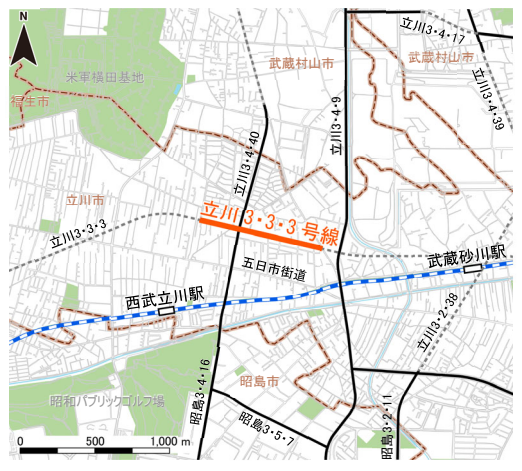 N
米軍横田基地
福生市
武蔵村山市
武蔵村山市
立川3・4・17
立川3・4・39
立川3・4・9
立川3・4・40
立川市
立川3・3・3
立川3・3・3号線
五日市街道
武蔵砂川駅
西武立川駅
立川3・2・38
昭島市
昭和パブリックゴルフ場
昭島3・4・16
昭島3・5・7
昭島3・2・11
0 500 1,000 m